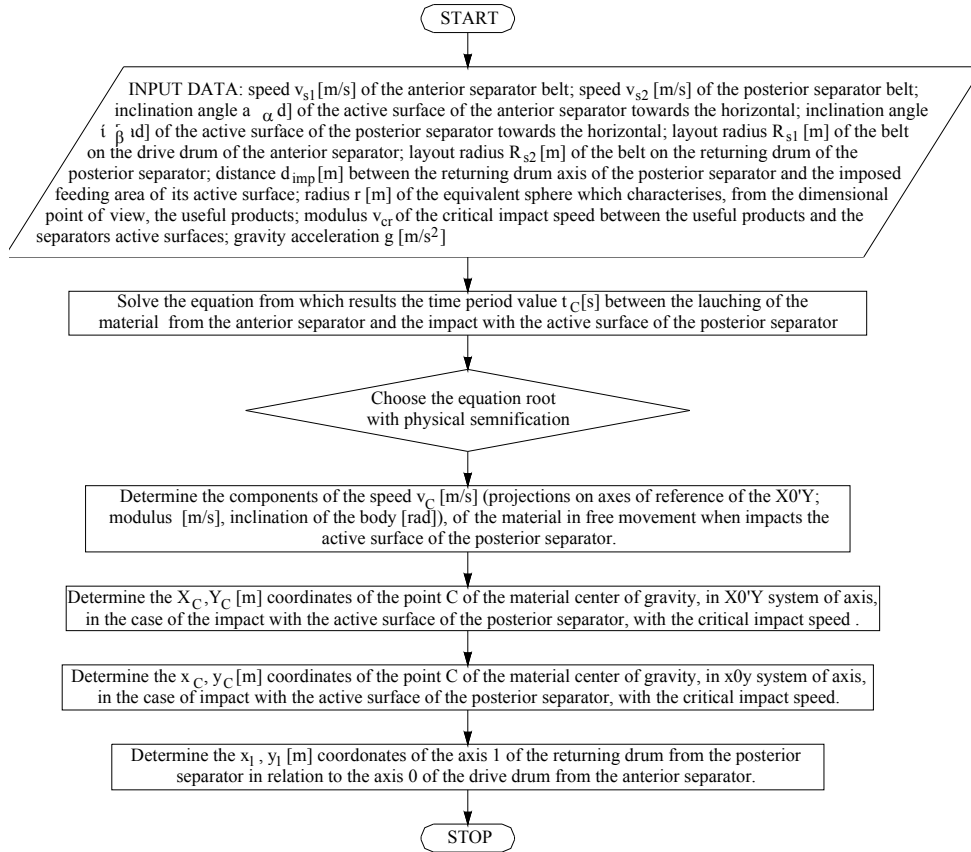 START
INPUT DATA: speed v_s1 [m/s] of the anterior separator belt; speed v_s2 [m/s] of the posterior separator belt;
inclination angle a α d] of the active surface of the anterior separator towards the horizontal; inclination angle
β d] of the active surface of the posterior separator towards the horizontal; layout radius R_s1 [m] of the belt
on the drive drum of the anterior separator; layout radius R_s2 [m] of the belt on the returning drum of the
posterior separator; distance d_imp [m] between the returning drum axis of the posterior separator and the imposed
feeding area of its active surface; radius r [m] of the equivalent sphere which characterises, from the dimensional
point of view, the useful products; modulus v_cr of the critical impact speed between the useful products and the
separators active surfaces; gravity acceleration g [m/s²]
Solve the equation from which results the time period value t_C [s] between the lauching of the
material from the anterior separator and the impact with the active surface of the posterior separator
Choose the equation root
with physical semnification
Determine the components of the speed v_C [m/s] (projections on axes of reference of the X0'Y;
modulus [m/s], inclination of the body [rad]), of the material in free movement when impacts the
active surface of the posterior separator.
Determine the X_C, Y_C [m] coordinates of the point C of the material center of gravity, in X0'Y system of axis,
in the case of the impact with the active surface of the posterior separator, with the critical impact speed .
Determine the x_C, y_C [m] coordinates of the point C of the material center of gravity, in x0y system of axis,
in the case of impact with the active surface of the posterior separator, with the critical impact speed.
Determine the x_1, y_1 [m] coordonates of the axis 1 of the returning drum from the posterior
separator in relation to the axis 0 of the drive drum from the anterior separator.
STOP